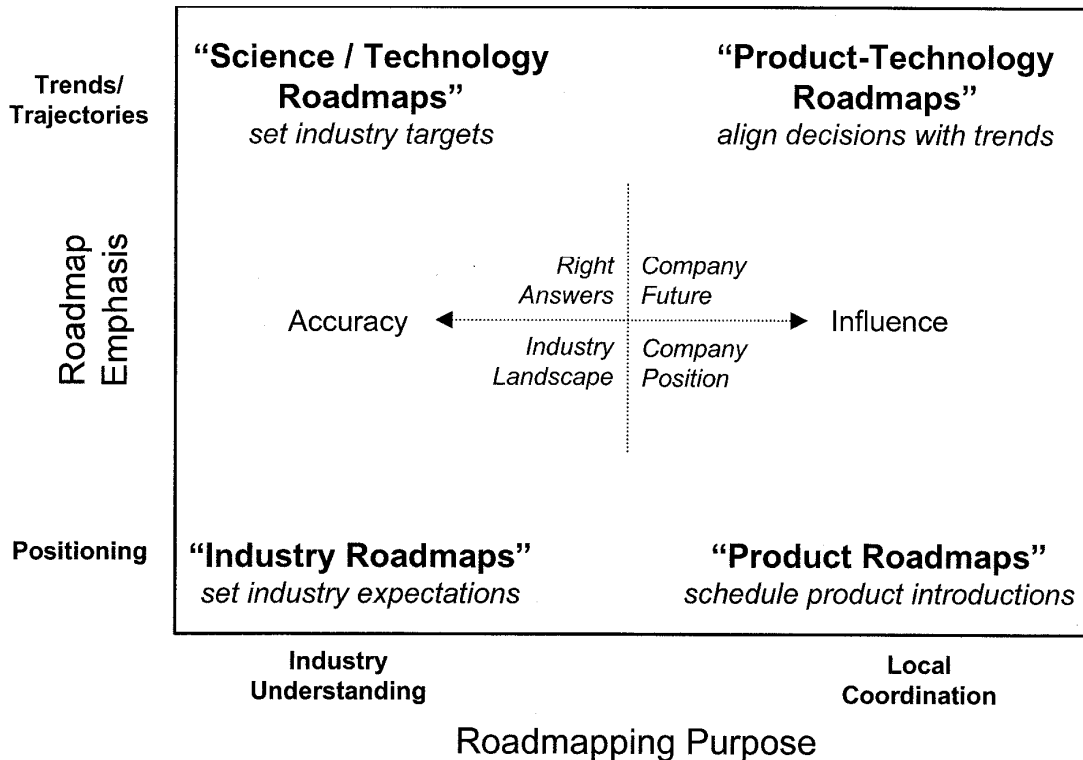 Trends/
Trajectories
Roadmap
Emphasis
Positioning
“Science / Technology
Roadmaps”
set industry targets
“Product-Technology
Roadmaps”
align decisions with trends
Right
Answers
Company
Future
Accuracy
Influence
Industry
Landscape
Company
Position
“Industry Roadmaps”
set industry expectations
“Product Roadmaps”
schedule product introductions
Industry
Understanding
Local
Coordination
Roadmapping Purpose